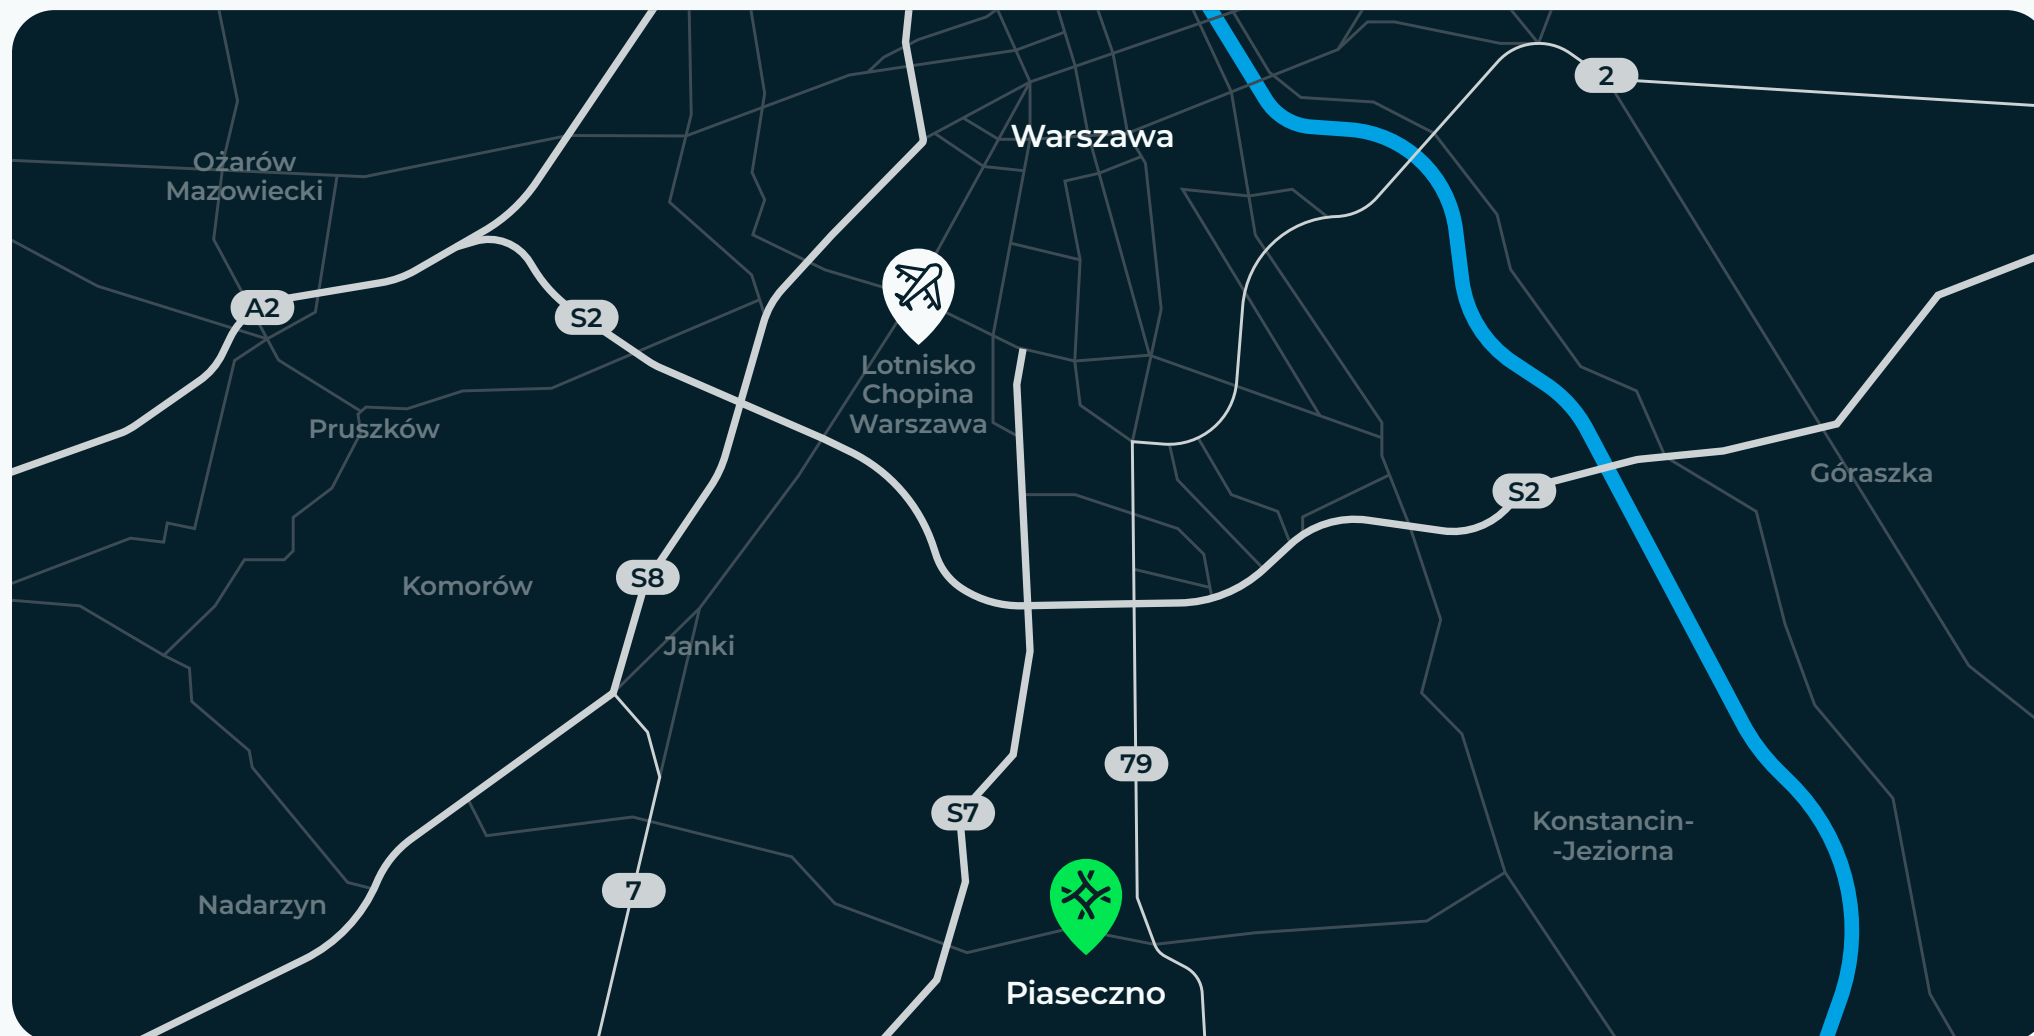 2
Warszawa
Ożarów
Mazowiecki
A2
S2
Lotnisko
Chopina
Warszawa
Pruszków
Góraszka
S2
Komorów
S8
Janki
79
S7
Konstancin-
-Jeziorna
7
Nadarzyn
Piaseczno